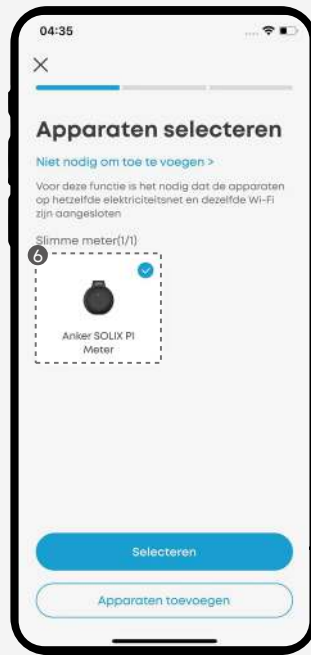 04:35
Apparaten selecteren
Niet nodig om toe te voegen >
Voor deze functie is het nodig dat de apparaten
op hetzelfde elektriciteitsnet en dezelfde Wi-Fi
zijn aangesloten
Slimme meter(1/1)
6
Anker SOLIX P1
Meter
Selecteren
Apparaten toevoegen